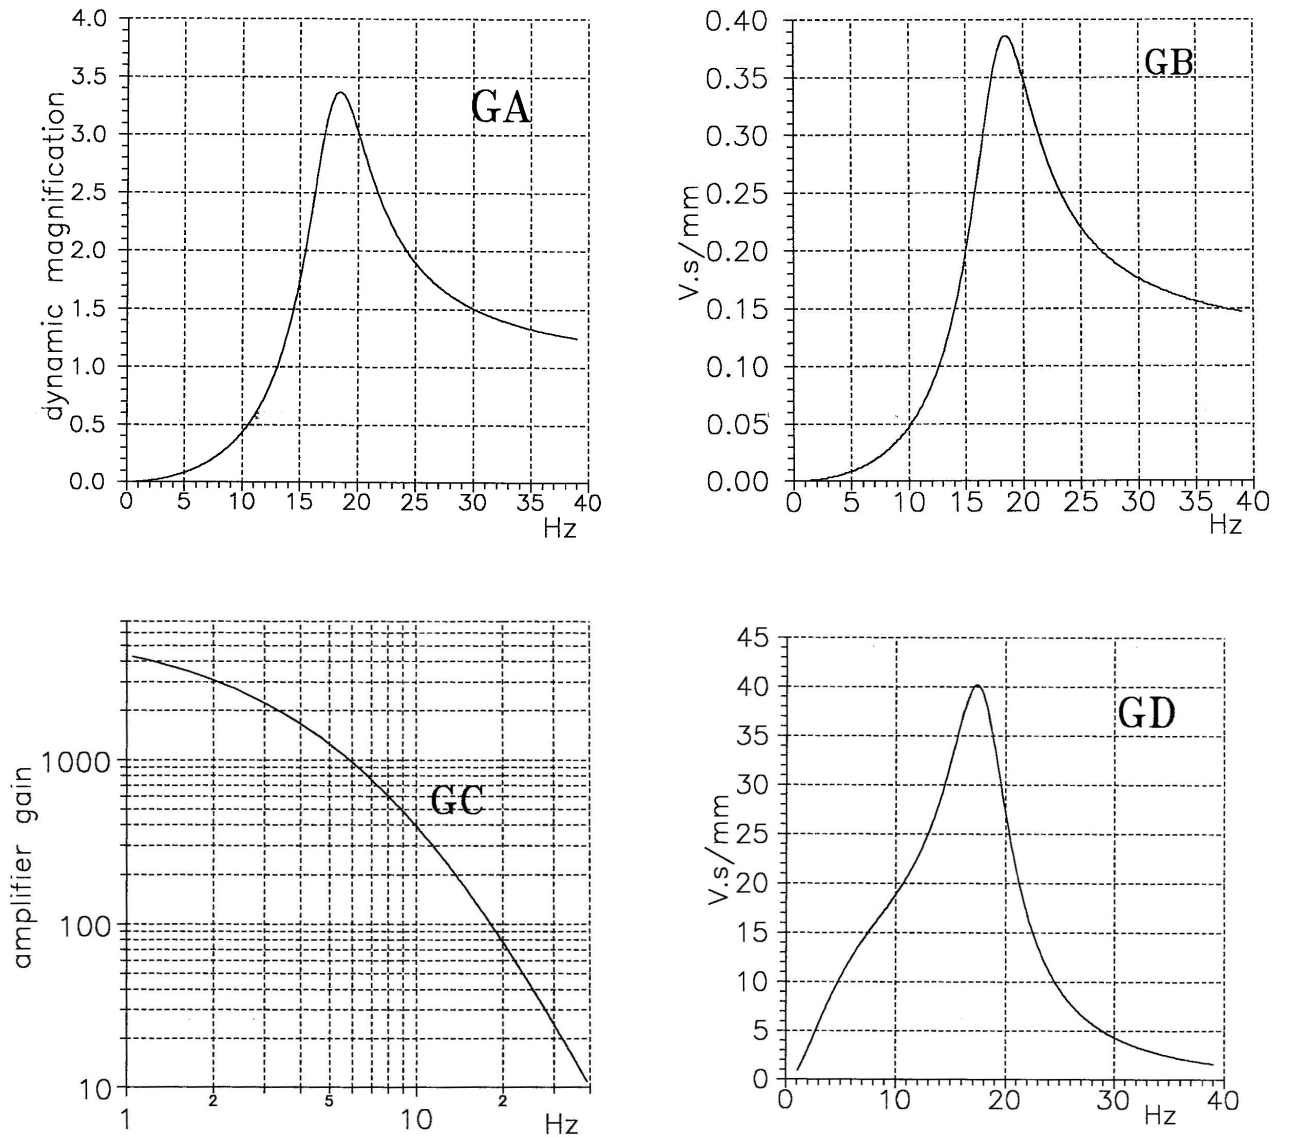 4.0
3.5
3.0
2.5
2.0
1.5
1.0
0.5
0.0
dynamic magnification
GA
0 5 10 15 20 25 30 35 40
Hz
0.40
0.35
0.30
0.25
0.20
0.15
0.10
0.05
0.00
V.s/mm
GB
0 5 10 15 20 25 30 35 40
Hz
1000
100
10
amplifier gain
GC
1 2 5 10 2
Hz
45
40
35
30
25
20
15
10
5
0
V.s/mm
GD
0 10 20 30 40
Hz